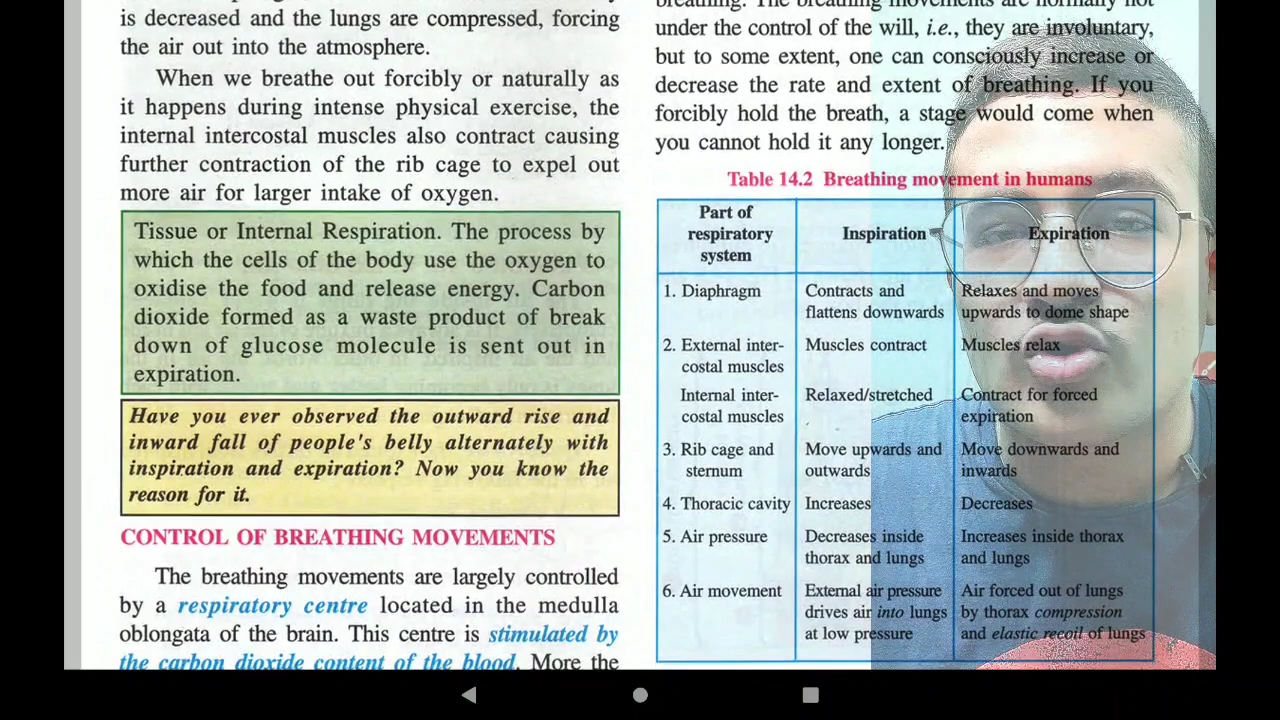 is decreased and the lungs are compressed, forcing
the air out into the atmosphere.
When we breathe out forcibly or naturally as
it happens during intense physical exercise, the
internal intercostal muscles also contract causing
further contraction of the rib cage to expel out
more air for larger intake of oxygen.
Tissue or Internal Respiration. The process by
which the cells of the body use the oxygen to
oxidise the food and release energy. Carbon
dioxide formed as a waste product of break
down of glucose molecule is sent out in
expiration.
Have you ever observed the outward rise and
inward fall of people's belly alternately with
inspiration and expiration? Now you know the
reason for it.
CONTROL OF BREATHING MOVEMENTS
The breathing movements are largely controlled
by a respiratory centre located in the medulla
oblongata of the brain. This centre is stimulated by
the carbon dioxide content of the blood. More the
breathing. The breathing movements are normally not
under the control of the will, i.e., they are involuntary,
but to some extent, one can consciously increase or
decrease the rate and extent of breathing. If you
forcibly hold the breath, a stage would come when
you cannot hold it any longer.
Table 14.2 Breathing movement in humans
Part of
respiratory
system
Inspiration
Expiration
1. Diaphragm
Contracts and
flattens downwards
Relaxes and moves
upwards to dome shape
2. External inter-
costal muscles
Muscles contract
Muscles relax
Internal inter-
costal muscles
Relaxed/stretched
Contract for forced
expiration
3. Rib cage and
sternum
Move upwards and
outwards
Move downwards and
inwards
4. Thoracic cavity
Increases
Decreases
5. Air pressure
Decreases inside
thorax and lungs
Increases inside thorax
and lungs
6. Air movement
External air pressure
drives air into lungs
at low pressure
Air forced out of lungs
by thorax compression
and elastic recoil of lungs